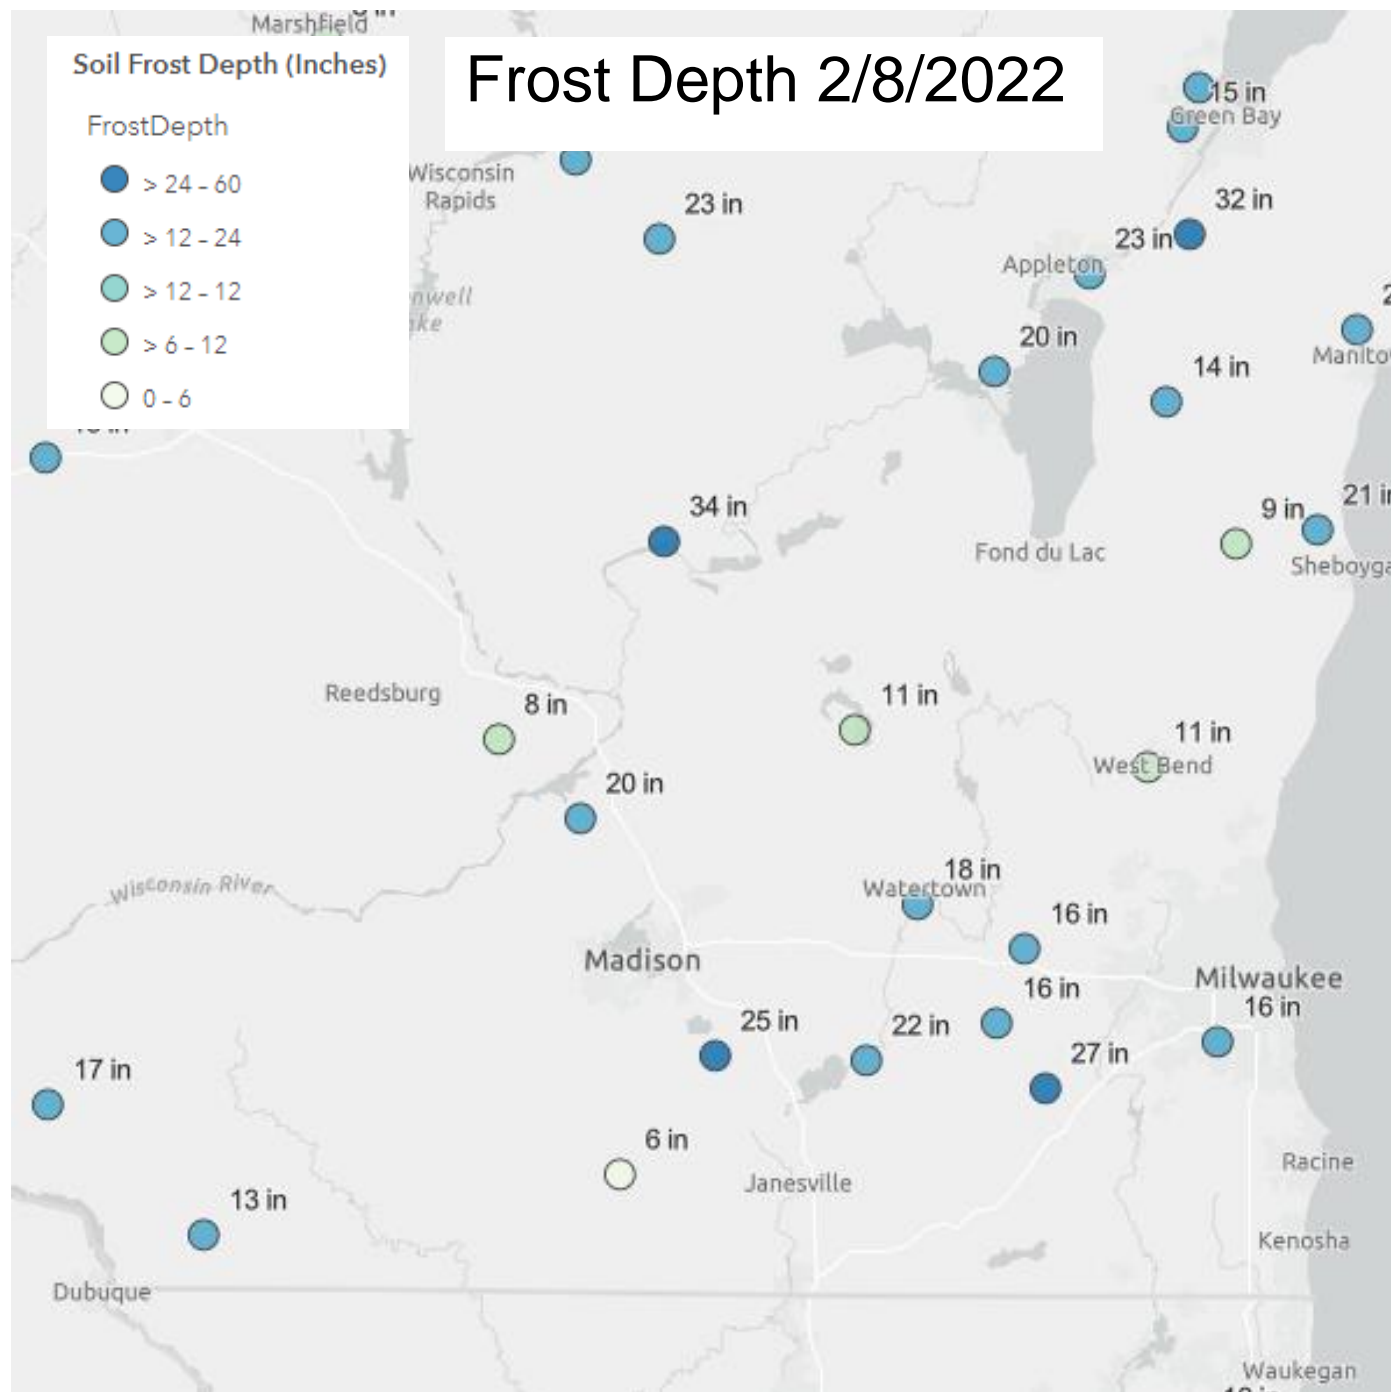 Marshfield
Soil Frost Depth (Inches)
Frost Depth 2/8/2022
FrostDepth
> 24 - 60
> 12 - 24
> 12 - 12
> 6 - 12
0 - 6
15 in
Green Bay
Wisconsin
Rapids
23 in
32 in
23 in
Appleton
20 in
14 in
34 in
9 in
21 in
Fond du Lac
Reedsburg
8 in
11 in
11 in
West Bend
20 in
18 in
Watertown
Wisconsin River
16 in
Madison
Milwaukee
16 in
16 in
25 in
22 in
27 in
17 in
6 in
Janesville
Racine
13 in
Kenosha
Dubuque
Waukegan